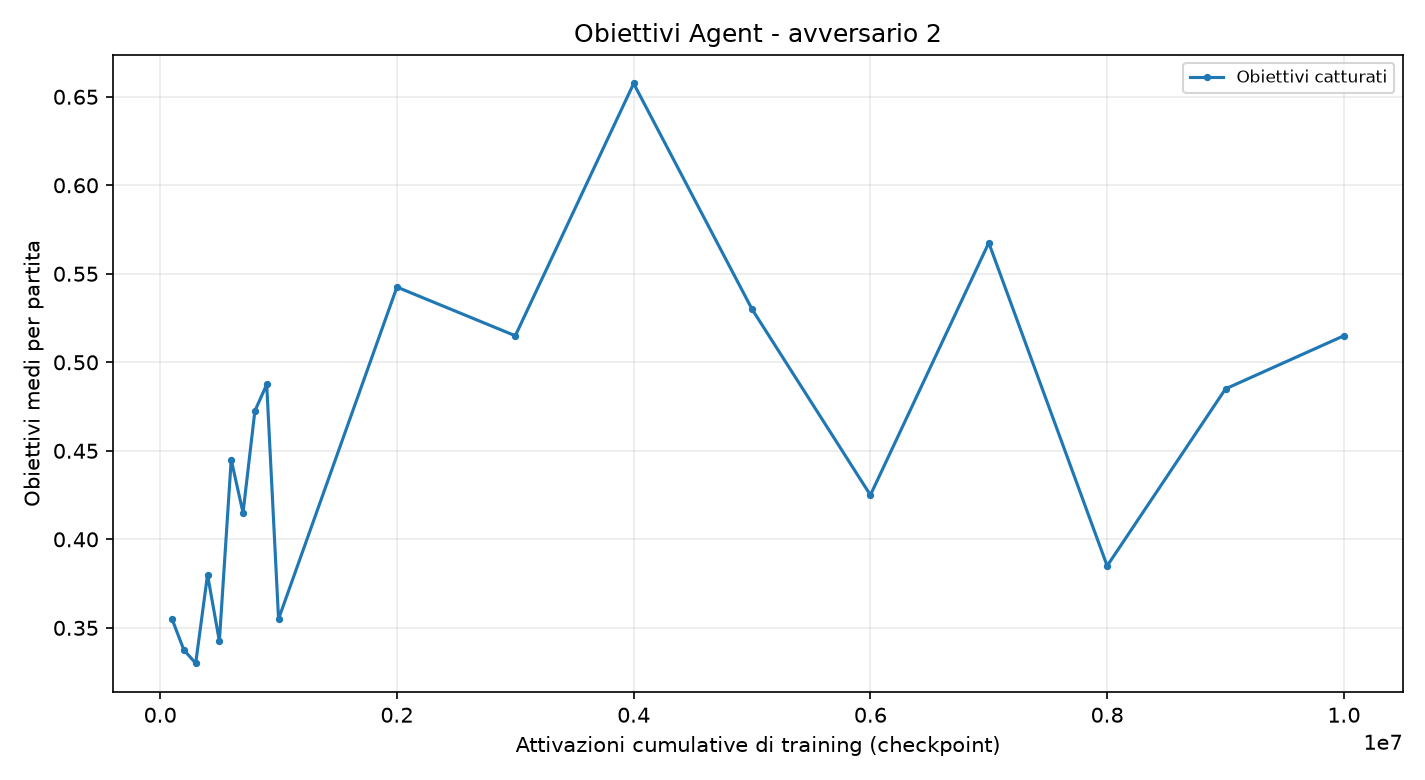 Obiettivi Agent - avversario 2
Obiettivi catturati
Obiettivi medi per partita
0.65
0.60
0.55
0.50
0.45
0.40
0.35
0.0 0.2 0.4 0.6 0.8 1.0
1e7
Attivazioni cumulative di training (checkpoint)